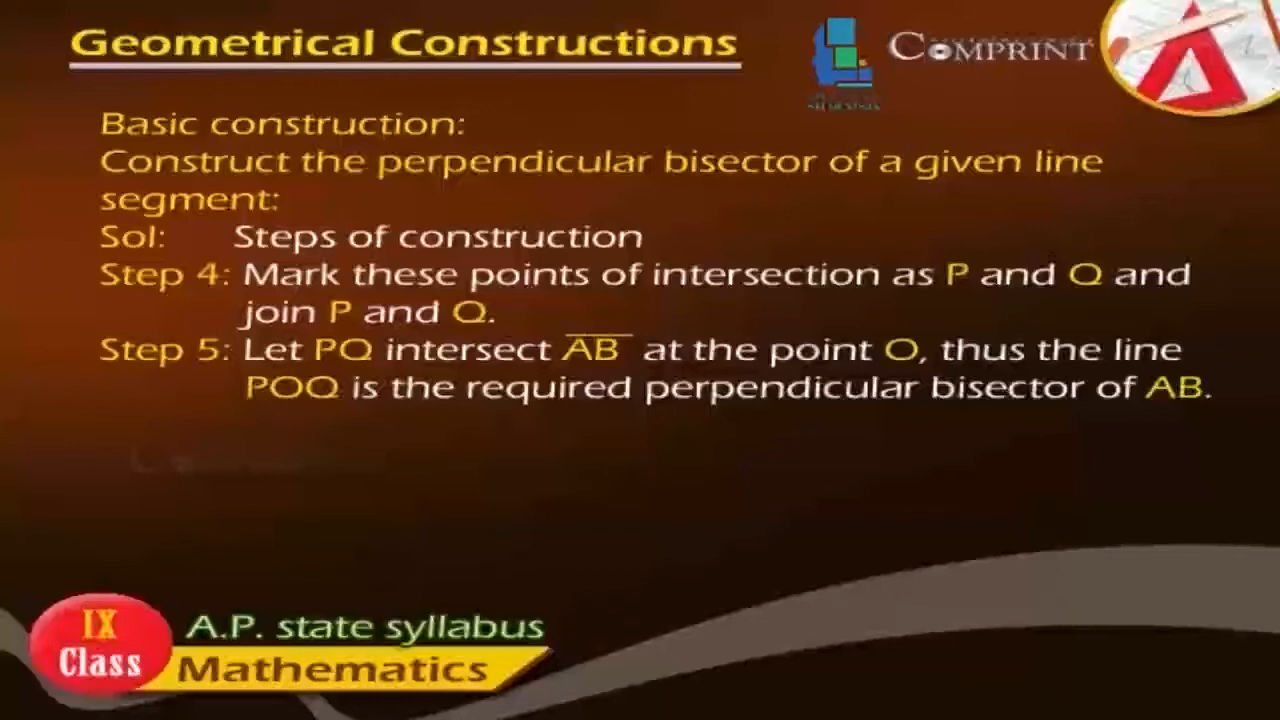 Geometrical Constructions
COMPRINT
Basic construction:
Construct the perpendicular bisector of a given line
segment:
Sol: Steps of construction
Step 4: Mark these points of intersection as P and Q and
join P and Q.
Step 5: Let PQ intersect A̅B̅ at the point O, thus the line
POQ is the required perpendicular bisector of AB.
IX
Class
A.P. state syllabus
Mathematics